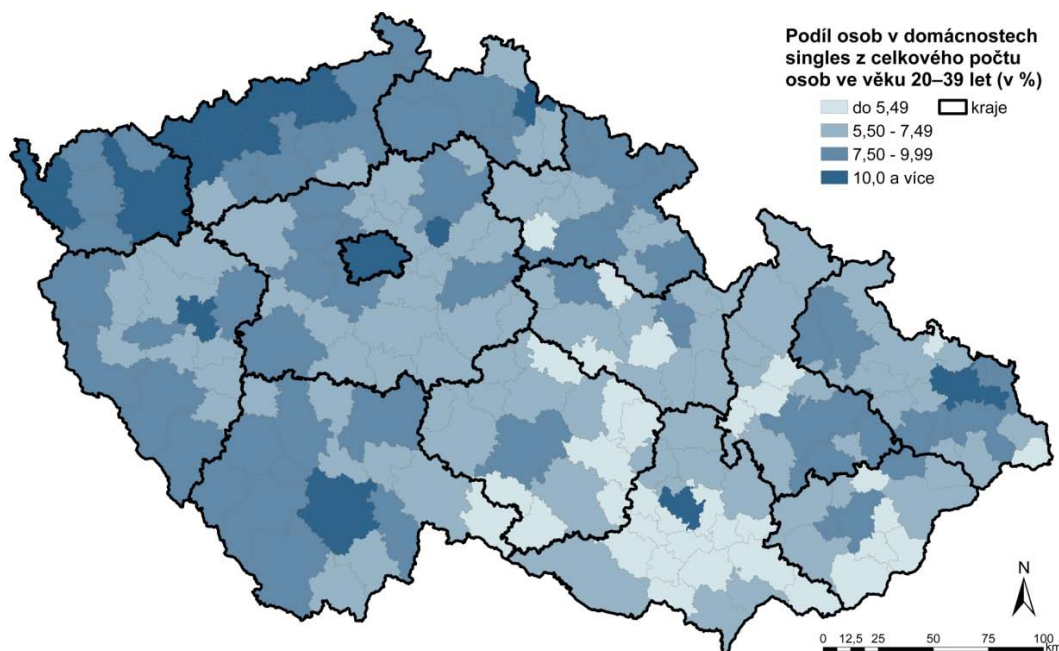 Podíl osob v domácnostech
singles z celkového počtu
osob ve věku 20–39 let (v %)
do 5,49 kraje
5,50 - 7,49
7,50 - 9,99
10,0 a více
N
0 12,5 25 50 75 100
km